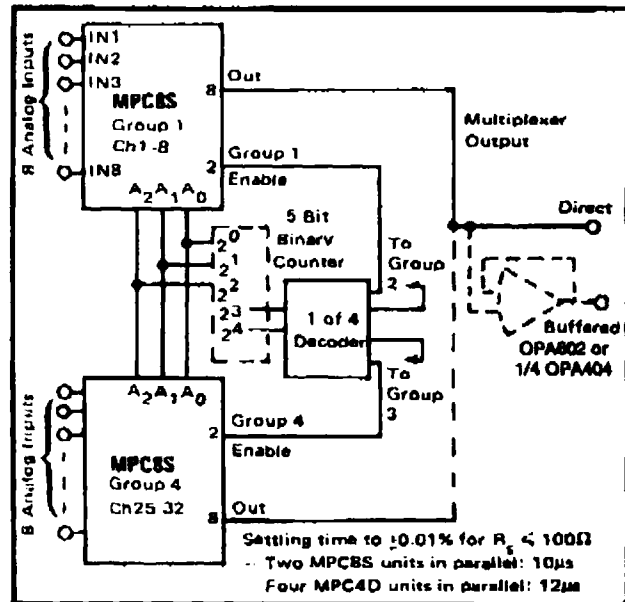 IN1
IN2
IN3
IN8
8 Analog Inputs
MPC8S
Group 1
Ch1-8
A2 A1 A0
Out
8
2
Group 1
Enable
Multiplexer
Output
Direct
5 Bit
Binary
Counter
2^0
2^1
2^2
2^3
2^4
1 of 4
Decoder
To
Group
2
To
Group
3
Buffered
OPA602 or
1/4 OPA404
A2 A1 A0
8 Analog Inputs
MPC8S
Group 4
Ch25-32
2
Group 4
Enable
Out
8
Settling time to ±0.01% for Rs ≤ 100Ω
- Two MPC8S units in parallel: 10µs
Four MPC4D units in parallel: 12µs